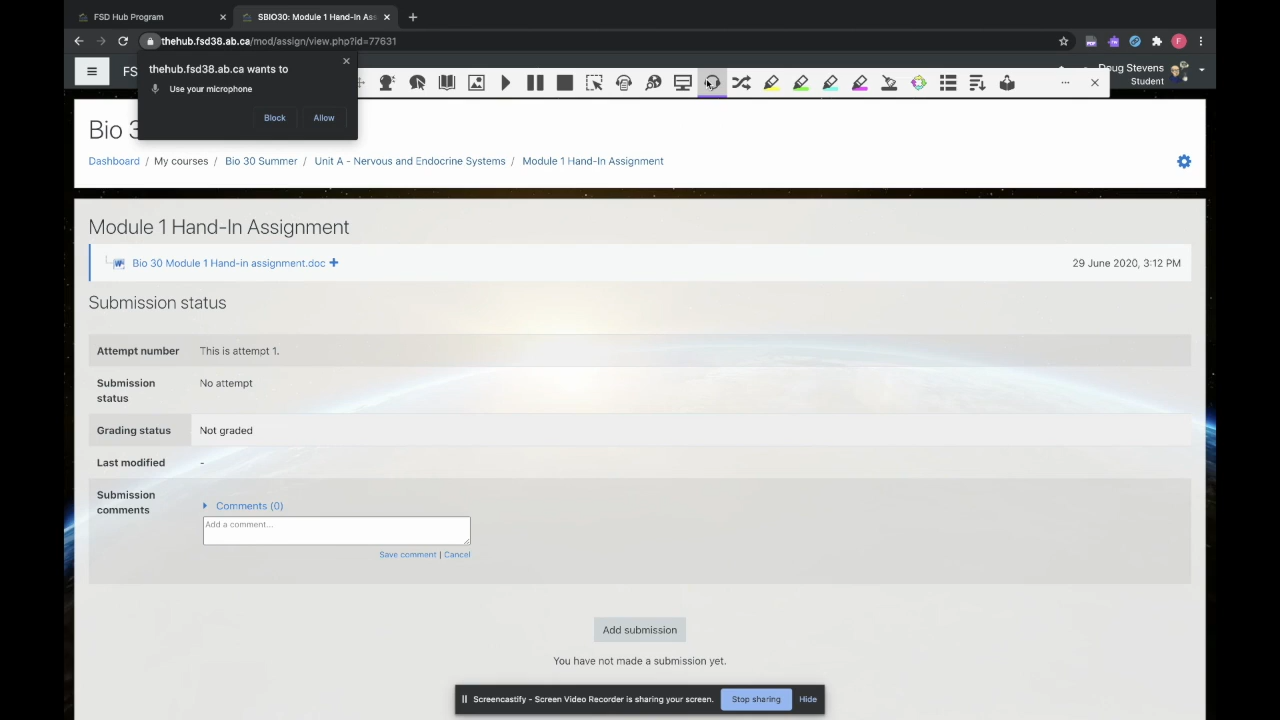 FSD Hub Program
SBIO30: Module 1 Hand-In Ass
thehub.fsd38.ab.ca/mod/assign/view.php?id=77631
F
FS
thehub.fsd38.ab.ca wants to
Use your microphone
Block
Allow
Doug Stevens
Student
Bio 3
Dashboard / My courses / Bio 30 Summer / Unit A - Nervous and Endocrine Systems / Module 1 Hand-In Assignment
Module 1 Hand-In Assignment
Bio 30 Module 1 Hand-in assignment.doc
29 June 2020, 3:12 PM
Submission status
Attempt number This is attempt 1.
Submission status No attempt
Grading status Not graded
Last modified -
Submission comments
Comments (0)
Add a comment...
Save comment | Cancel
Add submission
You have not made a submission yet.
Screencastify - Screen Video Recorder is sharing your screen.
Stop sharing
Hide